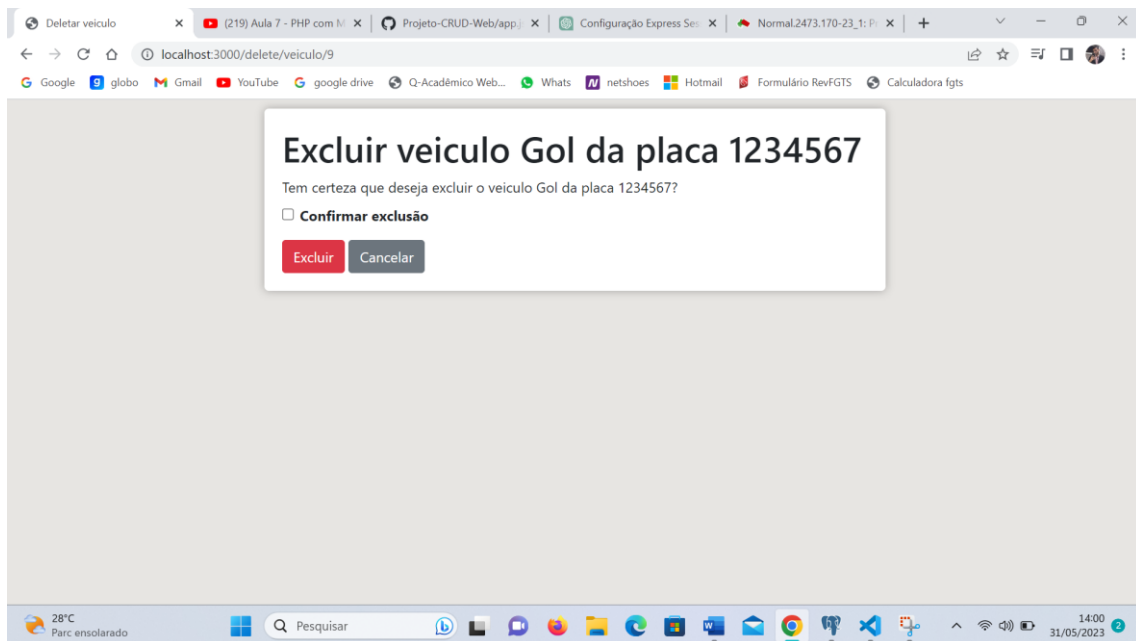 Deletar veiculo
(219) Aula 7 - PHP com M
Projeto-CRUD-Web/app.j
Configuração Express Ses
Normal.2473.170-23_1: P
localhost:3000/delete/veiculo/9
Google
globo
Gmail
YouTube
google drive
Q-Acadêmico Web...
Whats
netshoes
Hotmail
Formulário RevFGTS
Calculadora fgts
Excluir veiculo Gol da placa 1234567
Tem certeza que deseja excluir o veiculo Gol da placa 1234567?
Confirmar exclusão
Excluir Cancelar
28°C
Parc ensolarado
Pesquisar
14:00
31/05/2023
2